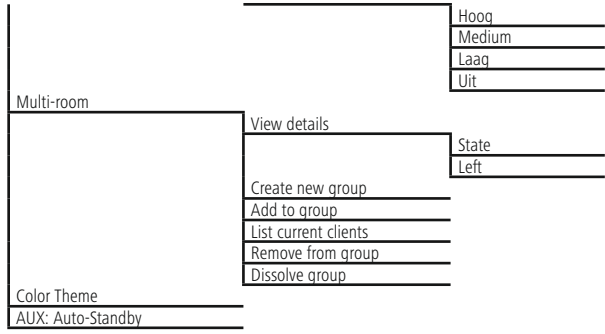 Hoog
Medium
Laag
Uit
Multi-room
View details
State
Left
Create new group
Add to group
List current clients
Remove from group
Dissolve group
Color Theme
AUX: Auto-Standby